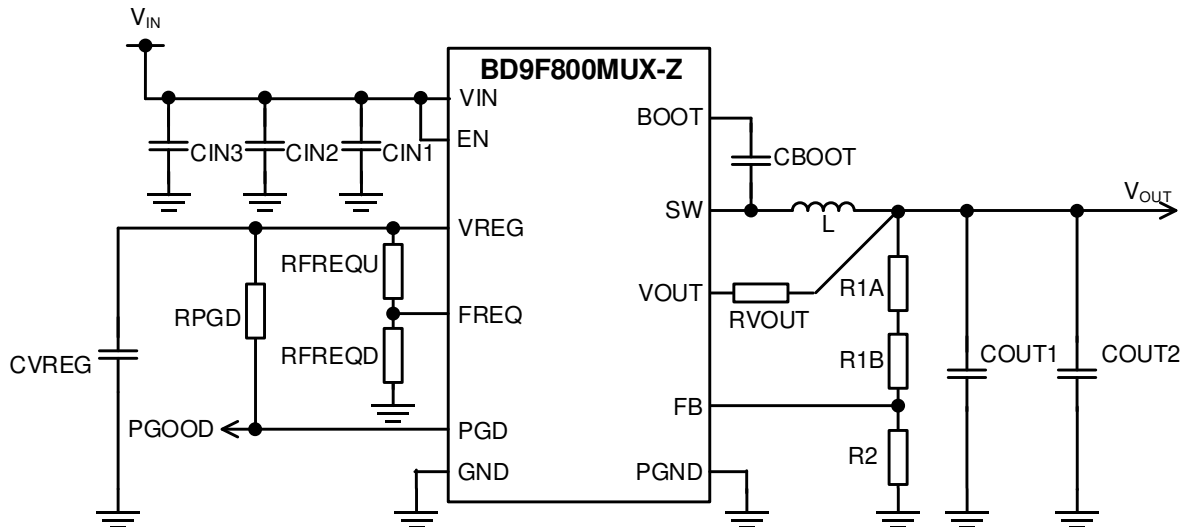 VIN
BD9F800MUX-Z
VIN
BOOT
EN
CIN3
CIN2
CIN1
CBOOT
SW
L
VOUT
VREG
RFREQU
VOUT
RVOUT
R1A
RPGD
FREQ
RFREQD
R1B
COUT1
COUT2
CVREG
FB
PGOOD
PGD
R2
GND
PGND